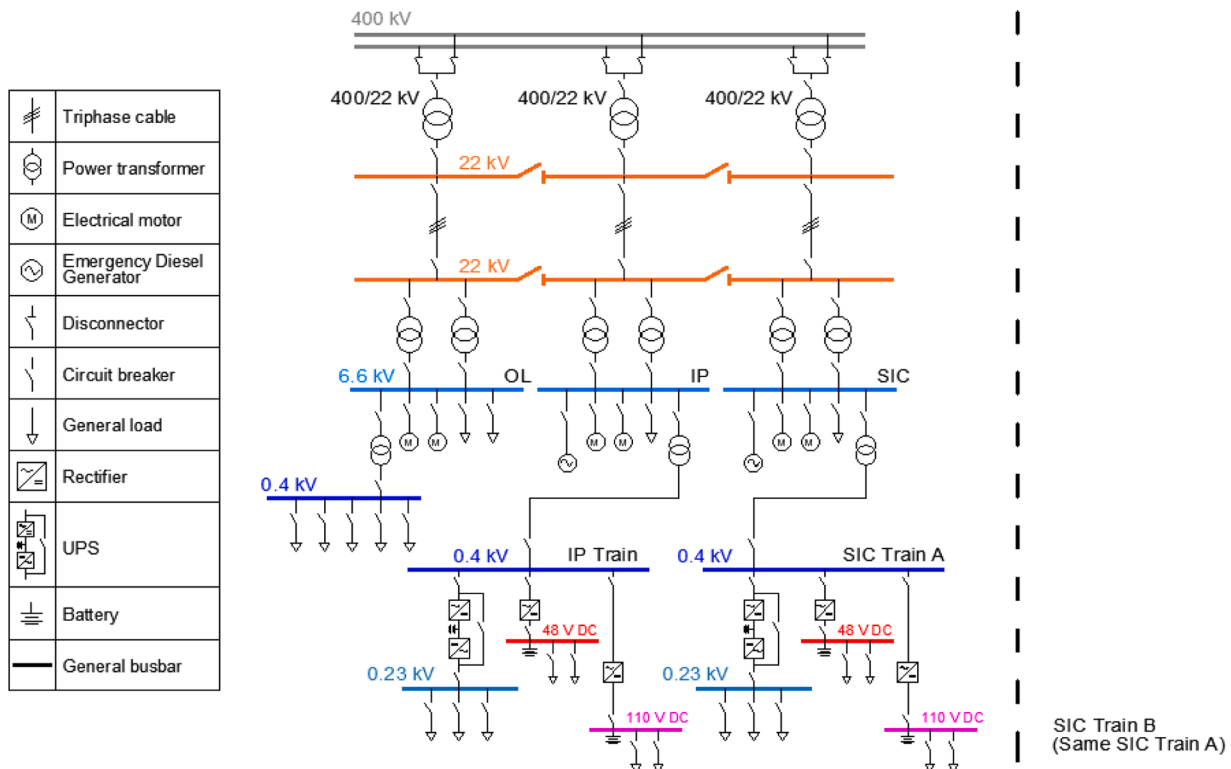 400 kV
400/22 kV
400/22 kV
400/22 kV
22 kV
22 kV
6.6 kV
OL
IP
SIC
M
M
M
M
M
M
0.4 kV
0.4 kV
IP Train
0.4 kV
SIC Train A
48 V DC
48 V DC
0.23 kV
0.23 kV
110 V DC
110 V DC
SIC Train B
(Same SIC Train A)
Triphase cable
Power transformer
M
Electrical motor
Emergency Diesel
Generator
Disconnector
Circuit breaker
General load
Rectifier
UPS
Battery
General busbar